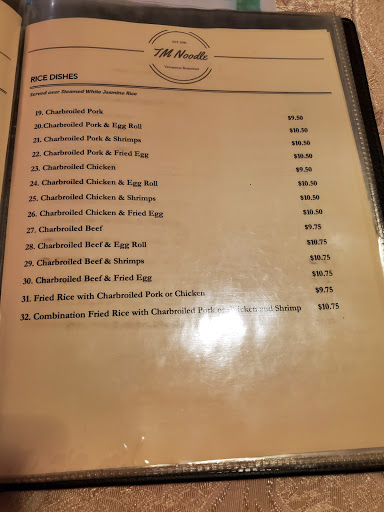 TM Noodle
Vietnamese Restaurant
RICE DISHES
Served over Steamed White Jasmine Rice
19. Charbroiled Pork $9.50
20.Charbroiled Pork & Egg Roll $10.50
21. Charbroiled Pork & Shrimps $10.50
22. Charbroiled Pork & Fried Egg $10.50
23. Charbroiled Chicken $9.50
24. Charbroiled Chicken & Egg Roll $10.50
25. Charbroiled Chicken & Shrimps $10.50
26. Charbroiled Chicken & Fried Egg $10.50
27. Charbroiled Beef $9.75
28. Charbroiled Beef & Egg Roll $10.75
29. Charbroiled Beef & Shrimps $10.75
30. Charbroiled Beef & Fried Egg $10.75
31. Fried Rice with Charbroiled Pork or Chicken $9.75
32. Combination Fried Rice with Charbroiled Pork or Chicken and Shrimp $10.75